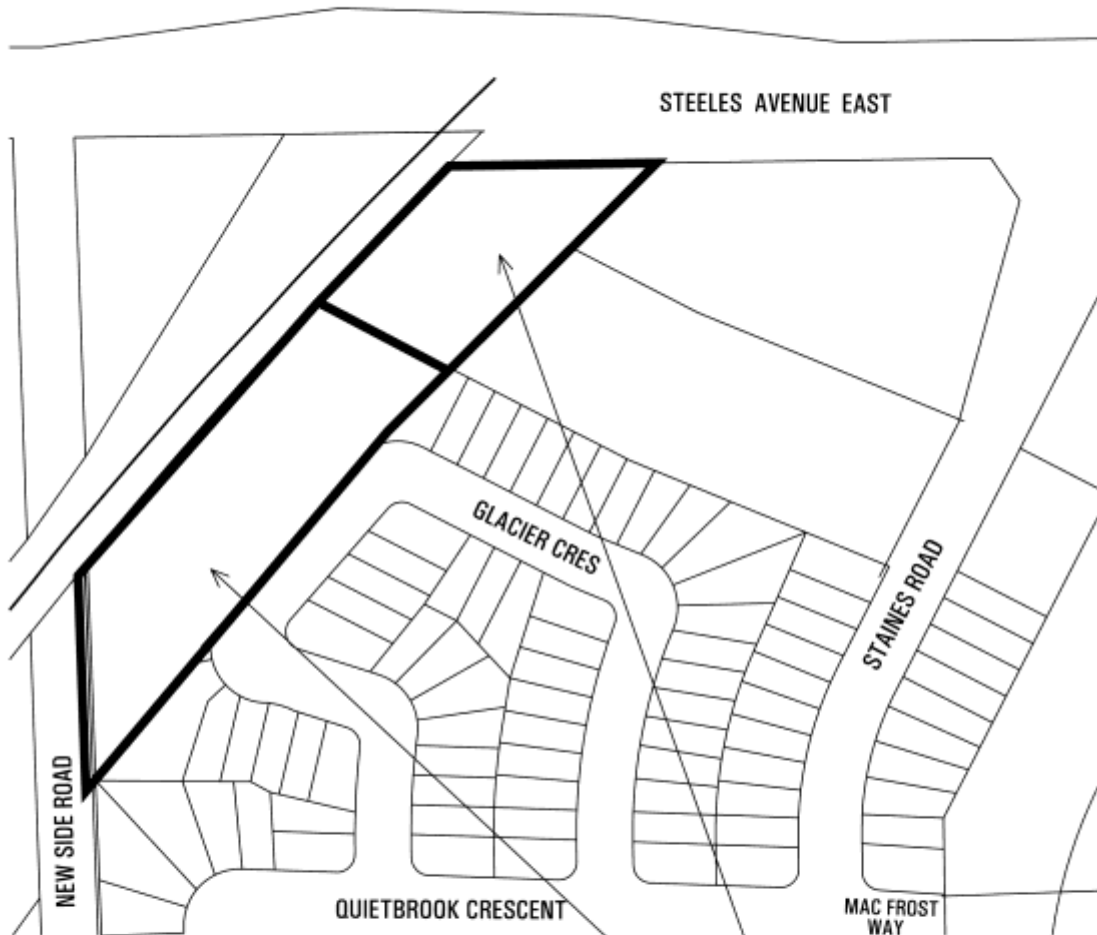 STEELES AVENUE EAST
GLACIER CRES
STAINES ROAD
NEW SIDE ROAD
QUIETBROOK CRESCENT
MAC FROST
WAY